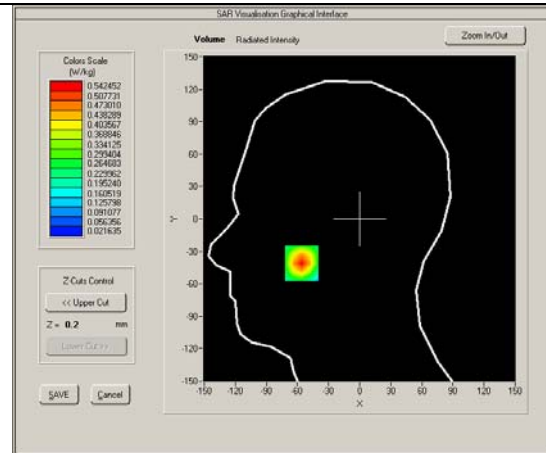 SAR Visualisation Graphical Interface
Volume Radiated Intensity
Zoom In/Out
Colors Scale
(W/kg)
0.542452
0.507731
0.473010
0.438289
0.403567
0.368846
0.334125
0.299404
0.264683
0.229962
0.195240
0.160519
0.125798
0.091077
0.056356
0.021635
Z Cuts Control
<< Upper Cut
Z = 0.2 mm
Lower Cut >>
SAVE Cancel
150-
120-
90-
60-
30-
0-
-30-
-60-
-90-
-120-
-150-
Y
-150 -120 -90 -60 -30 0 30 60 90 120 150
X